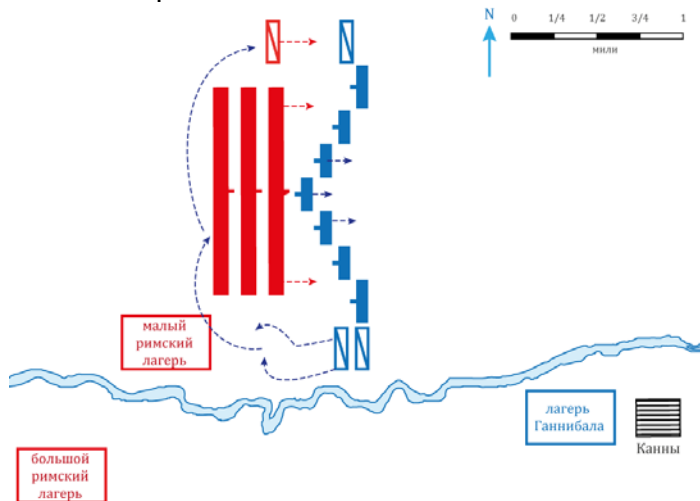 N
0 1/4 1/2 3/4 1
мили
малый
римский
лагерь
лагерь
Ганнибала
Канны
большой
римский
лагерь